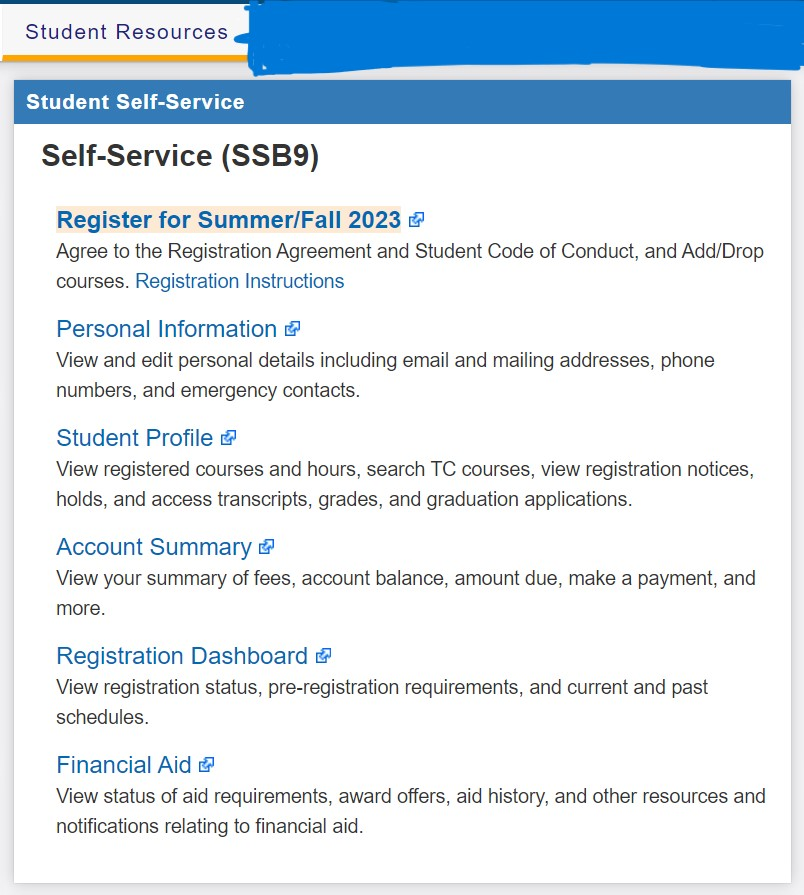 Student Resources
Student Self-Service
Self-Service (SSB9)
Register for Summer/Fall 2023
Agree to the Registration Agreement and Student Code of Conduct, and Add/Drop
courses. Registration Instructions
Personal Information
View and edit personal details including email and mailing addresses, phone
numbers, and emergency contacts.
Student Profile
View registered courses and hours, search TC courses, view registration notices,
holds, and access transcripts, grades, and graduation applications.
Account Summary
View your summary of fees, account balance, amount due, make a payment, and
more.
Registration Dashboard
View registration status, pre-registration requirements, and current and past
schedules.
Financial Aid
View status of aid requirements, award offers, aid history, and other resources and
notifications relating to financial aid.